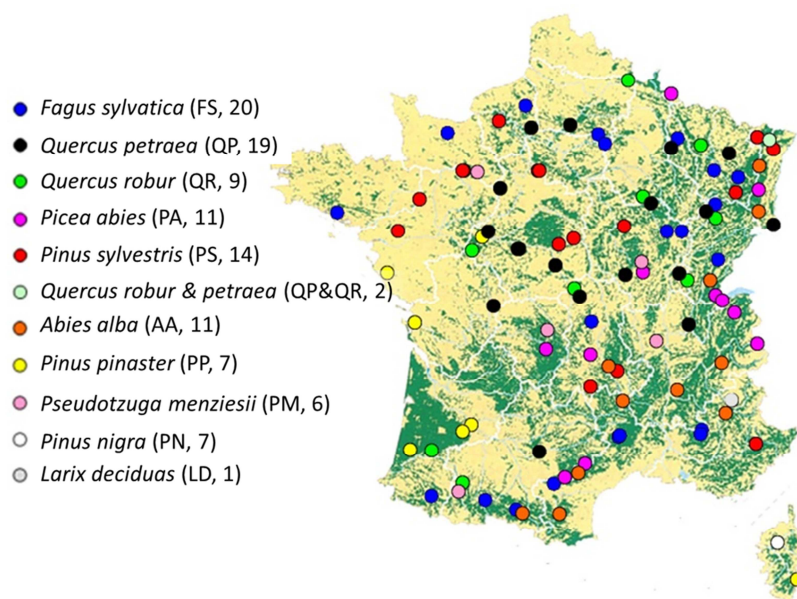 Fagus sylvatica (FS, 20)
Quercus petraea (QP, 19)
Quercus robur (QR, 9)
Picea abies (PA, 11)
Pinus sylvestris (PS, 14)
Quercus robur & petraea (QP&QR, 2)
Abies alba (AA, 11)
Pinus pinaster (PP, 7)
Pseudotzuga menziesii (PM, 6)
Pinus nigra (PN, 7)
Larix deciduas (LD, 1)